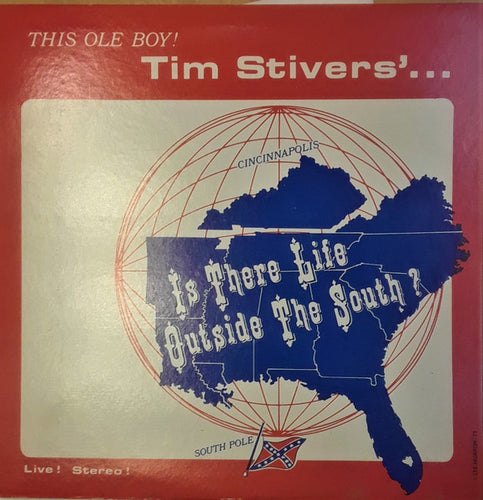 THIS OLE BOY!
Tim Stivers'...
CINCINNAPOLIS
Is There Life
Outside The South?
SOUTH POLE
Live! Stereo!